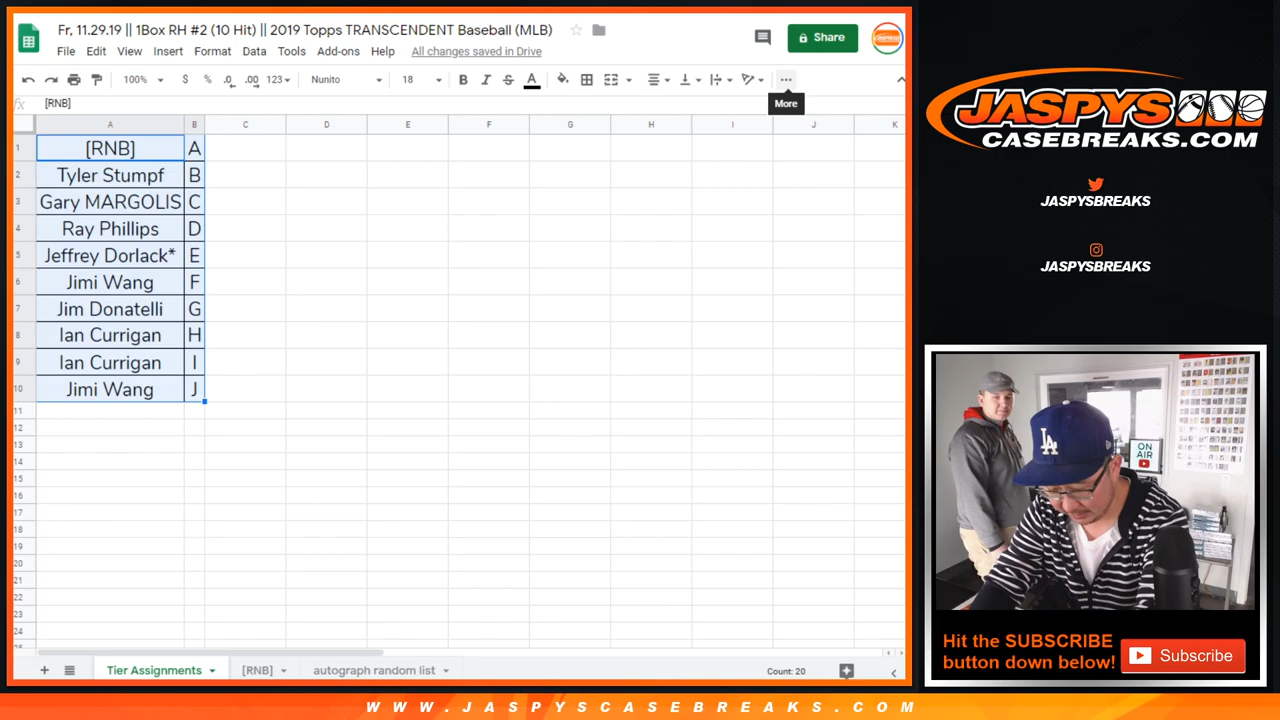 Fr, 11.29.19 || 1Box RH #2 (10 Hit) || 2019 Topps TRANSCENDENT Baseball (MLB)
Share
File Edit View Insert Format Data Tools Add-ons Help All changes saved in Drive
100% $ % .0 .00 123 Nunito 18 B I S A
More
fx [RNB]
A B C D E F G H I J K
1 [RNB] A
2 Tyler Stumpf B
3 Gary MARGOLIS C
4 Ray Phillips D
5 Jeffrey Dorlack* E
6 Jimi Wang F
7 Jim Donatelli G
8 Ian Currigan H
9 Ian Currigan I
10 Jimi Wang J
11
12
13
14
15
16
17
18
19
20
21
22
23
24
Tier Assignments [RNB] autograph random list Count: 20
JASPYS
CASEBREAKS.COM
JASPYSBREAKS
JASPYSBREAKS
LA
ON
AIR
Hit the SUBSCRIBE
button down below!
Subscribe
WWW.JASPYSCASEBREAKS.COM